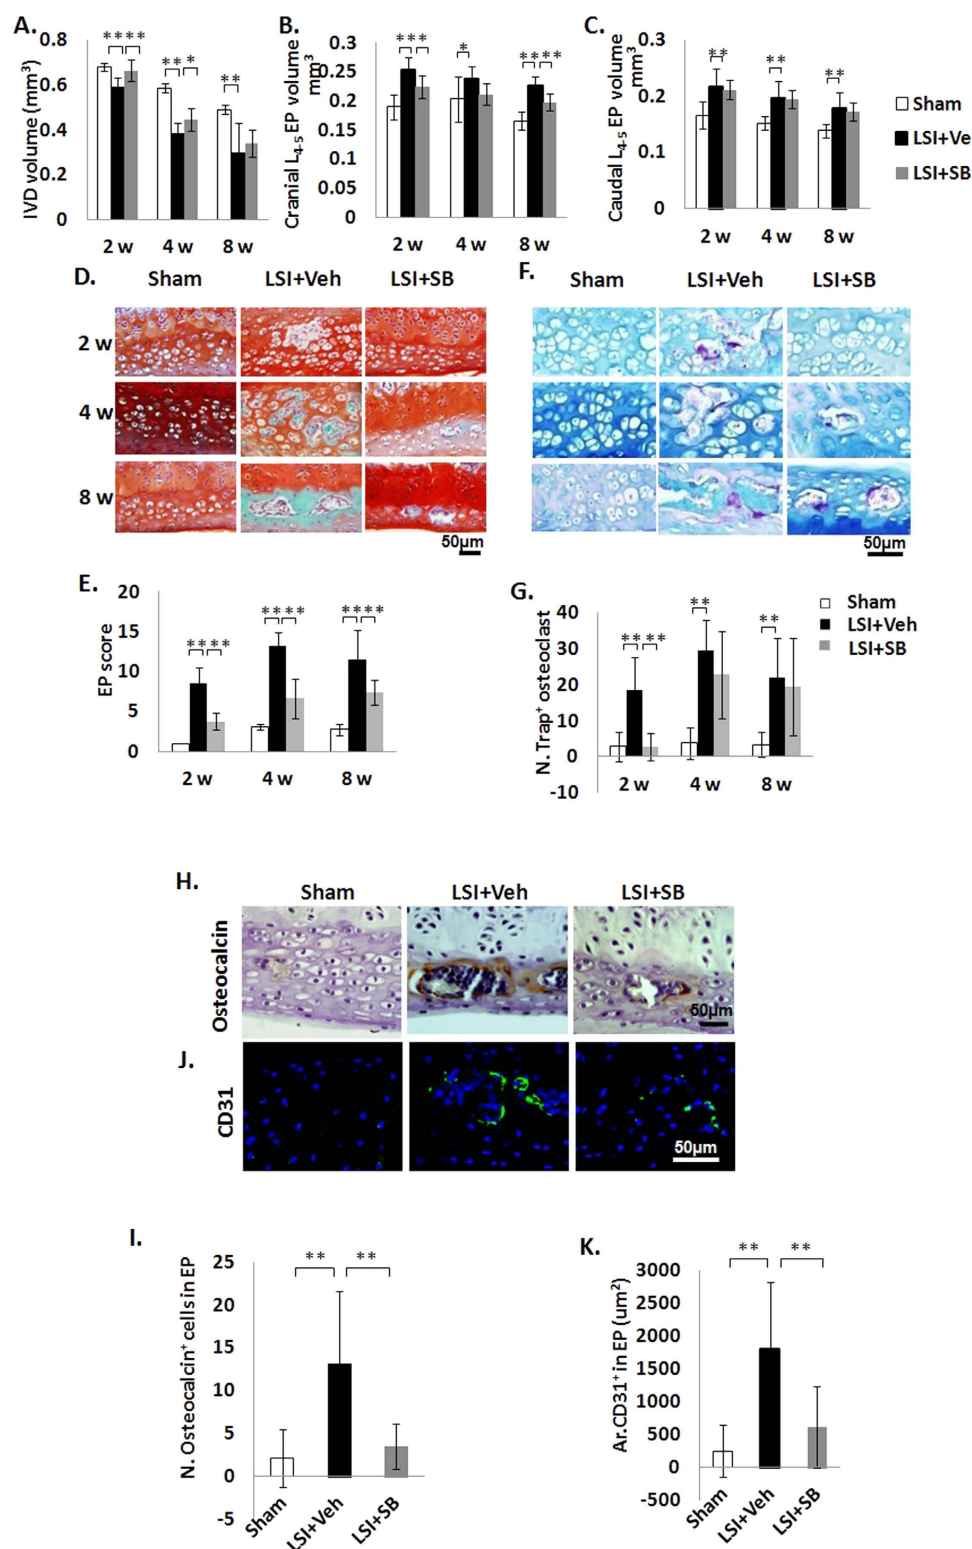 A.
IVD volume (mm³)
0.8
0.6
0.4
0.2
0
** **
** *
**
2 w 4 w 8 w
B.
Cranial L₄₋₅ EP volume
mm³
0.3
0.25
0.2
0.15
0.1
0.05
0
*** *
*
** **
2 w 4 w 8 w
C.
Caudal L₄₋₅ EP volume
mm³
0.3
0.2
0.1
0
**
**
**
2 w 4 w 8 w
Sham
LSI+Ve
LSI+SB
D.
Sham LSI+Veh LSI+SB
2 w
4 w
8 w
50µm
F.
Sham LSI+Veh LSI+SB
50µm
E.
EP score
20
15
10
5
0
** **
** **
** **
2 w 4 w 8 w
G.
N. Trap⁺ osteoclast
40
30
20
10
0
-10
** **
**
**
2 w 4 w 8 w
Sham
LSI+Veh
LSI+SB
H.
Sham LSI+Veh LSI+SB
Osteocalcin
50µm
J.
CD31
50µm
I.
N. Osteocalcin⁺ cells in EP
25
20
15
10
5
0
-5
** **
Sham LSI+Veh LSI+SB
K.
Ar.CD31⁺ in EP (um²)
3000
2500
2000
1500
1000
500
0
-500
** **
Sham LSI+Veh LSI+SB